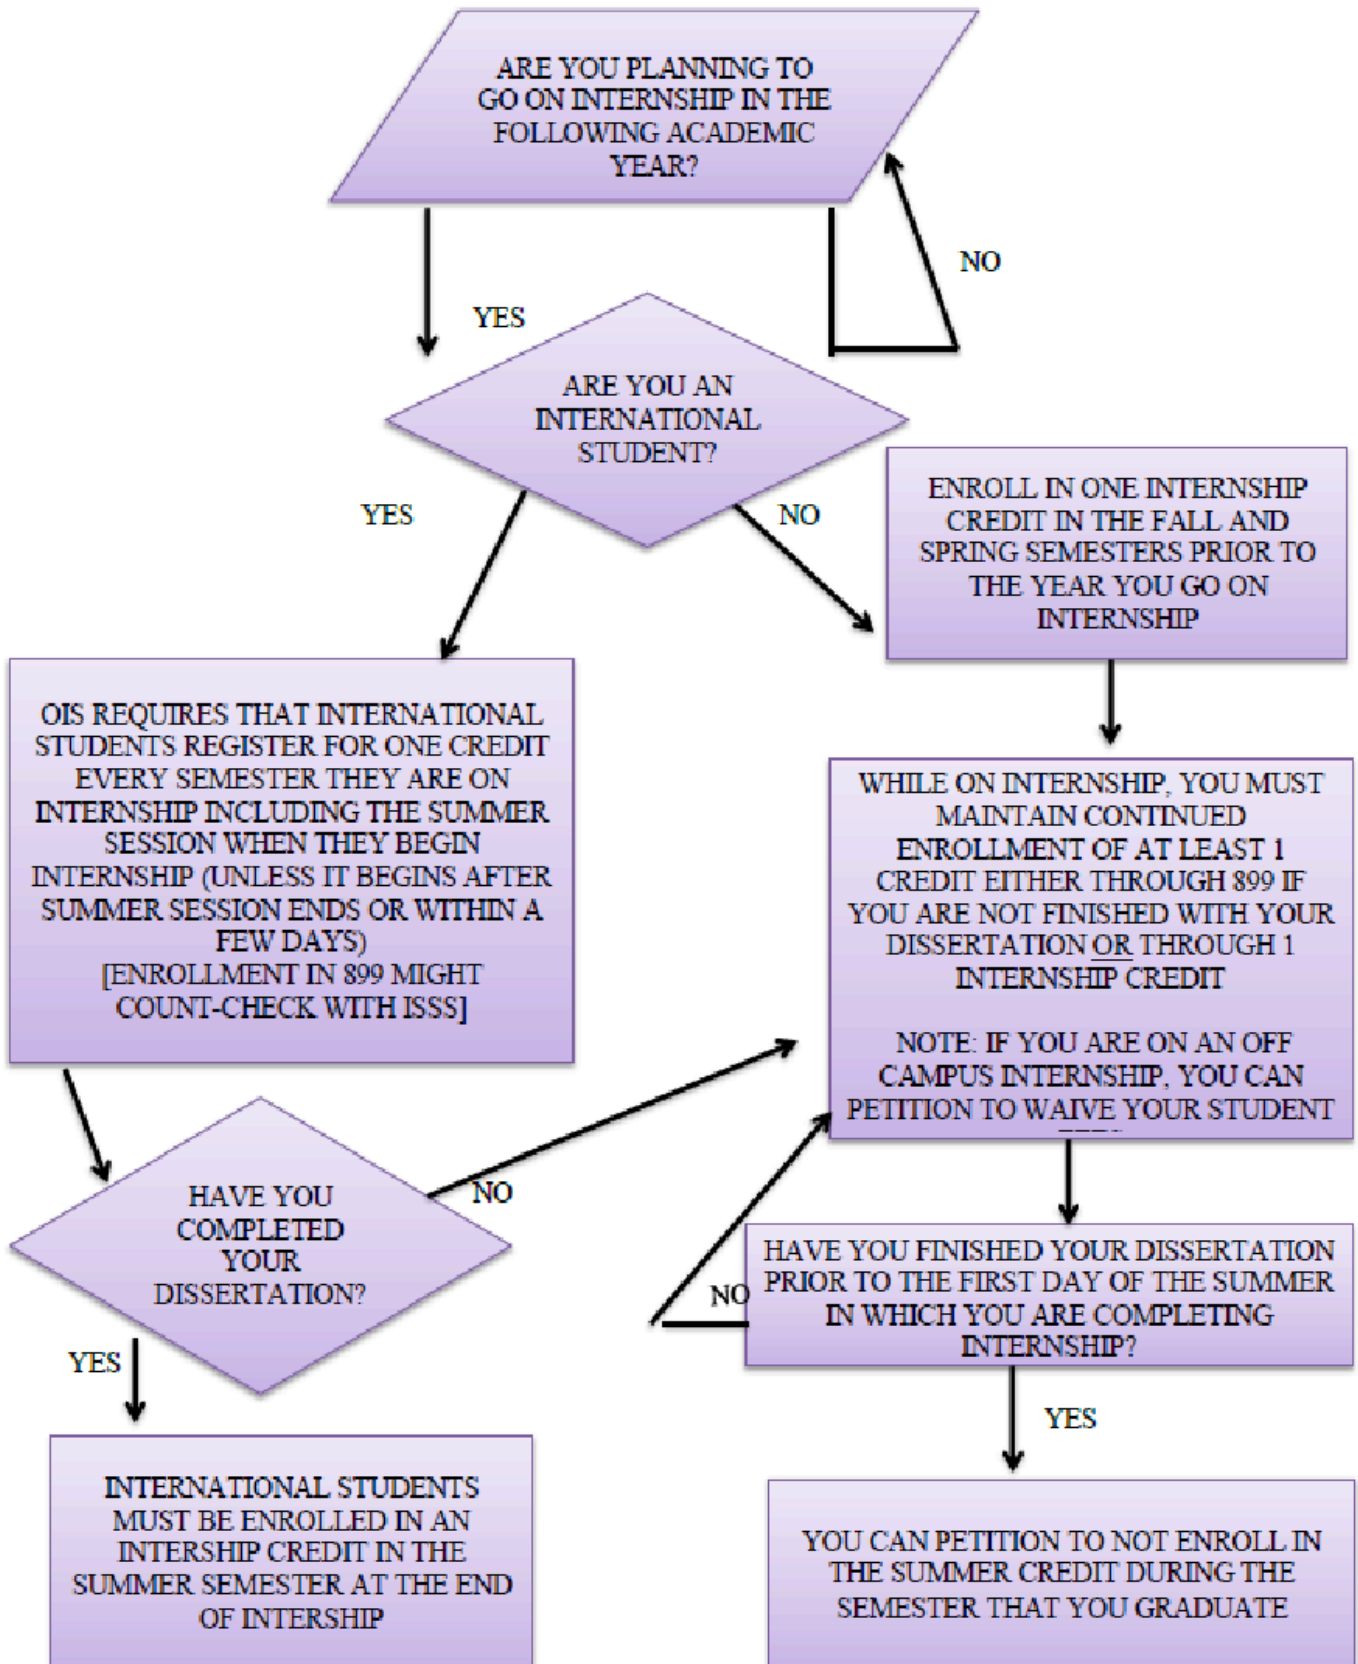 ARE YOU PLANNING TO
GO ON INTERNSHIP IN THE
FOLLOWING ACADEMIC
YEAR?
NO
YES
ARE YOU AN
INTERNATIONAL
STUDENT?
YES
NO
ENROLL IN ONE INTERNSHIP
CREDIT IN THE FALL AND
SPRING SEMESTERS PRIOR TO
THE YEAR YOU GO ON
INTERNSHIP
OIS REQUIRES THAT INTERNATIONAL
STUDENTS REGISTER FOR ONE CREDIT
EVERY SEMESTER THEY ARE ON
INTERNSHIP INCLUDING THE SUMMER
SESSION WHEN THEY BEGIN
INTERNSHIP (UNLESS IT BEGINS AFTER
SUMMER SESSION ENDS OR WITHIN A
FEW DAYS)
[ENROLLMENT IN 899 MIGHT
COUNT-CHECK WITH ISSS]
WHILE ON INTERNSHIP, YOU MUST
MAINTAIN CONTINUED
ENROLLMENT OF AT LEAST 1
CREDIT EITHER THROUGH 899 IF
YOU ARE NOT FINISHED WITH YOUR
DISSERTATION OR THROUGH 1
INTERNSHIP CREDIT
NOTE: IF YOU ARE ON AN OFF
CAMPUS INTERNSHIP, YOU CAN
PETITION TO WAIVE YOUR STUDENT
HAVE YOU
COMPLETED
YOUR
DISSERTATION?
NO
YES
HAVE YOU FINISHED YOUR DISSERTATION
PRIOR TO THE FIRST DAY OF THE SUMMER
IN WHICH YOU ARE COMPLETING
INTERNSHIP?
NO
YES
INTERNATIONAL STUDENTS
MUST BE ENROLLED IN AN
INTERSHIP CREDIT IN THE
SUMMER SEMESTER AT THE END
OF INTERSHIP
YOU CAN PETITION TO NOT ENROLL IN
THE SUMMER CREDIT DURING THE
SEMESTER THAT YOU GRADUATE